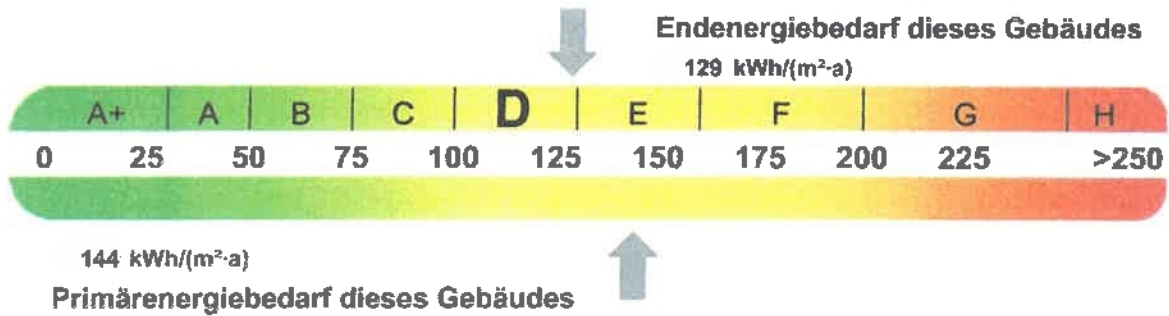 Endenergiebedarf dieses Gebäudes
129 kWh/(m²·a)
A+ A B C D E F G H
0 25 50 75 100 125 150 175 200 225 >250
144 kWh/(m²·a)
Primärenergiebedarf dieses Gebäudes